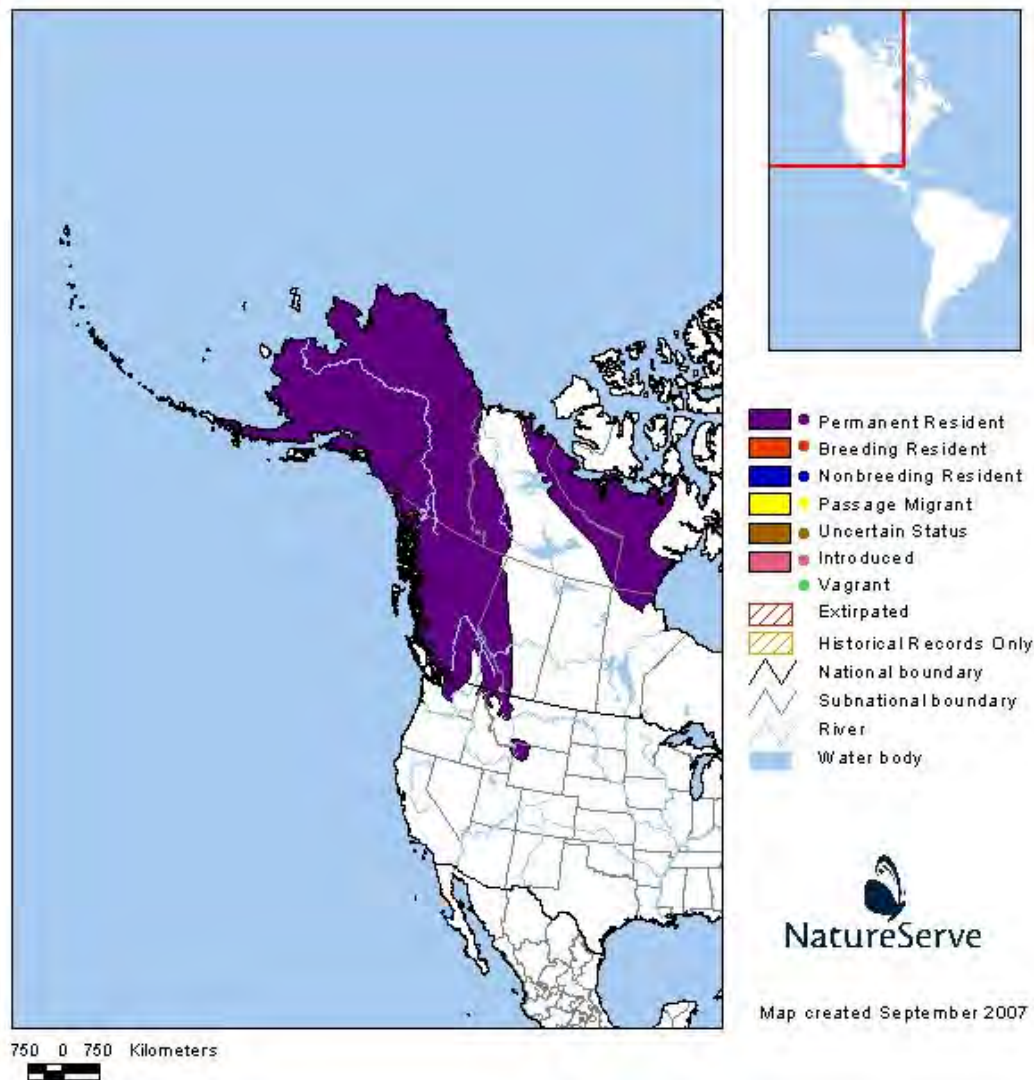 Permanent Resident
Breeding Resident
Nonbreeding Resident
Passage Migrant
Uncertain Status
Introduced
Vagrant
Extirpated
Historical Records Only
National boundary
Subnational boundary
River
Water body
NatureServe
Map created September 2007
750 0 750 Kilometers